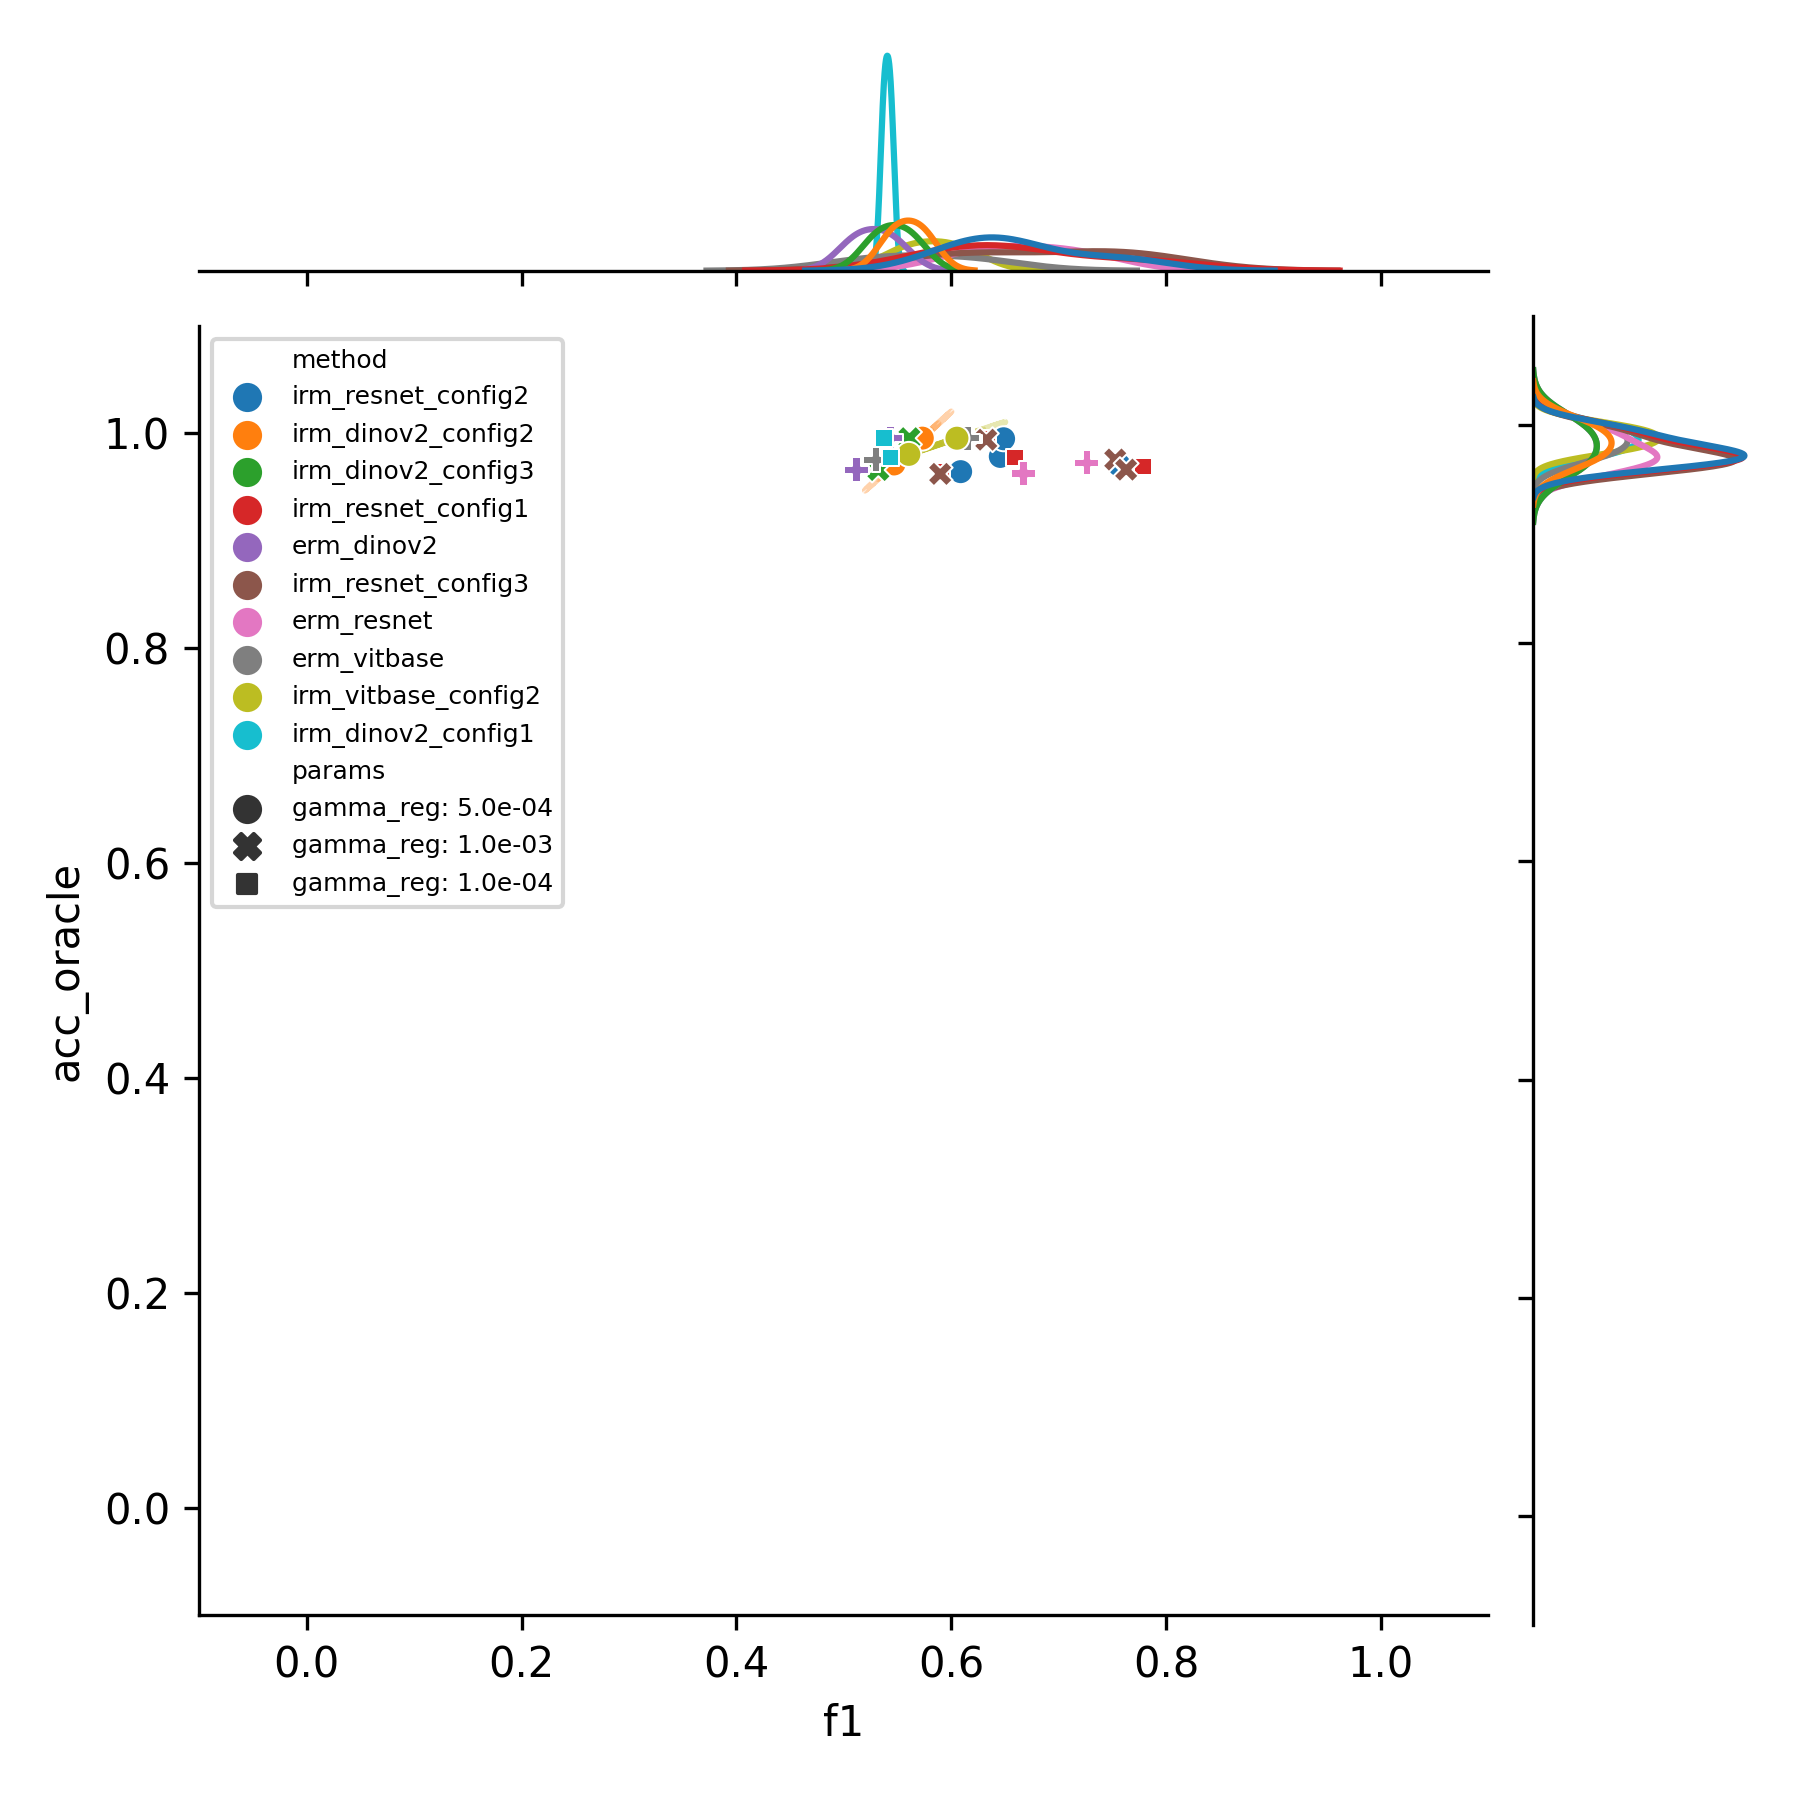 method
irm_resnet_config2
irm_dinov2_config2
irm_dinov2_config3
irm_resnet_config1
erm_dinov2
irm_resnet_config3
erm_resnet
erm_vitbase
irm_vitbase_config2
irm_dinov2_config1
params
gamma_reg: 5.0e-04
gamma_reg: 1.0e-03
gamma_reg: 1.0e-04
1.0
0.8
0.6
0.4
0.2
0.0
acc_oracle
0.0 0.2 0.4 0.6 0.8 1.0
f1